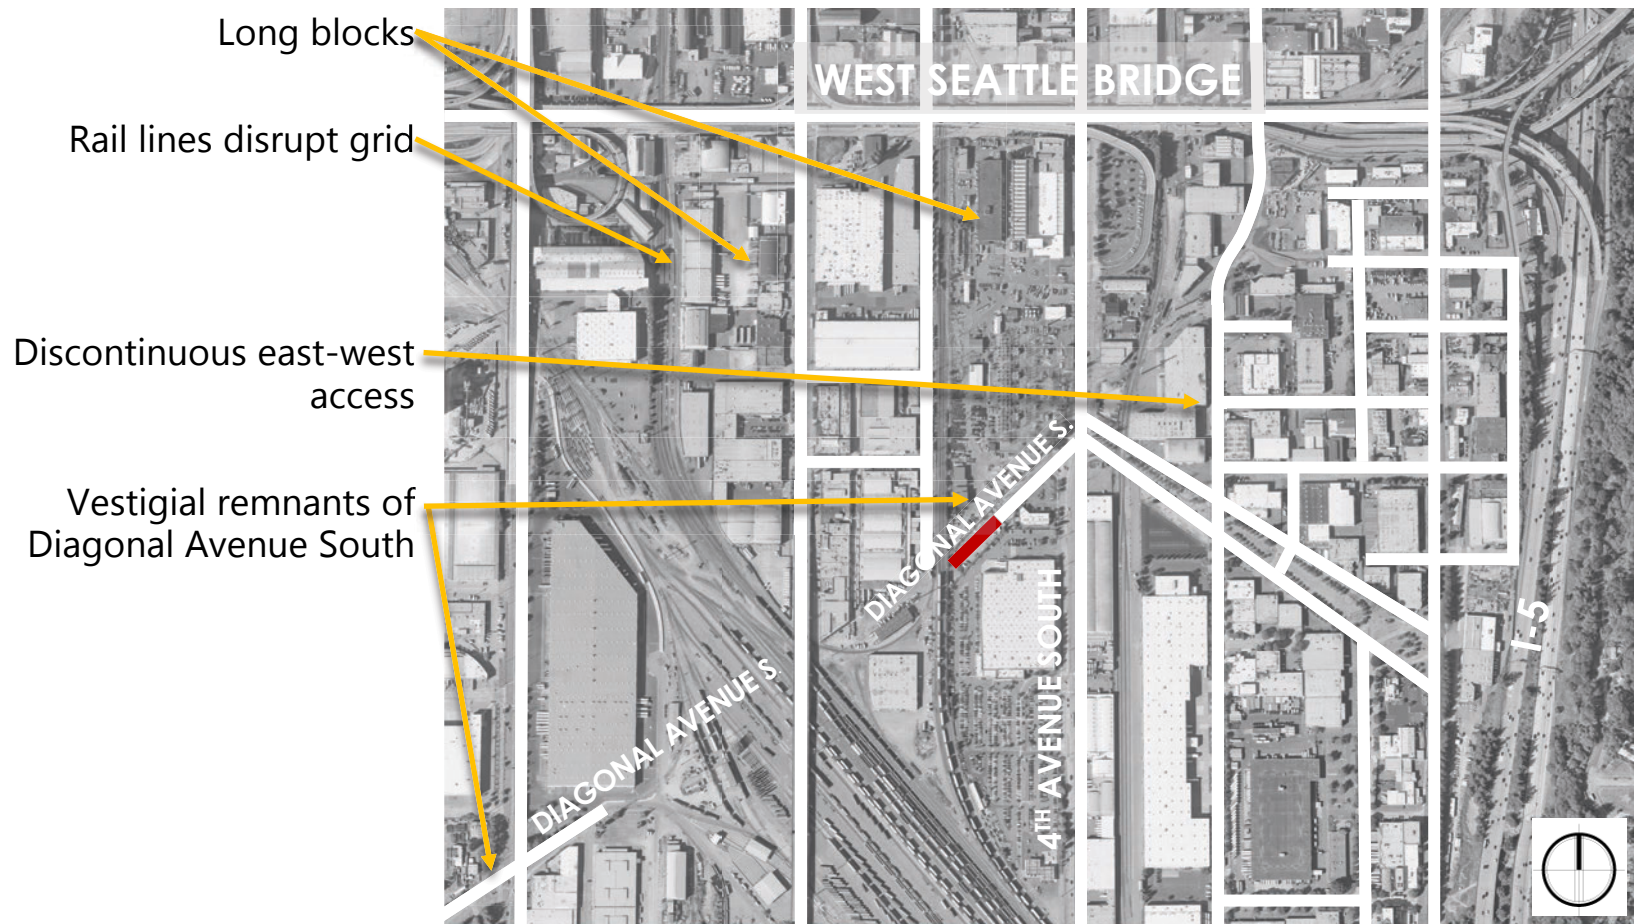 Long blocks
WEST SEATTLE BRIDGE
Rail lines disrupt grid
Discontinuous east-west
access
DIAGONAL AVENUE S.
Vestigial remnants of
Diagonal Avenue South
4TH AVENUE SOUTH
I-5
DIAGONAL AVENUE S.